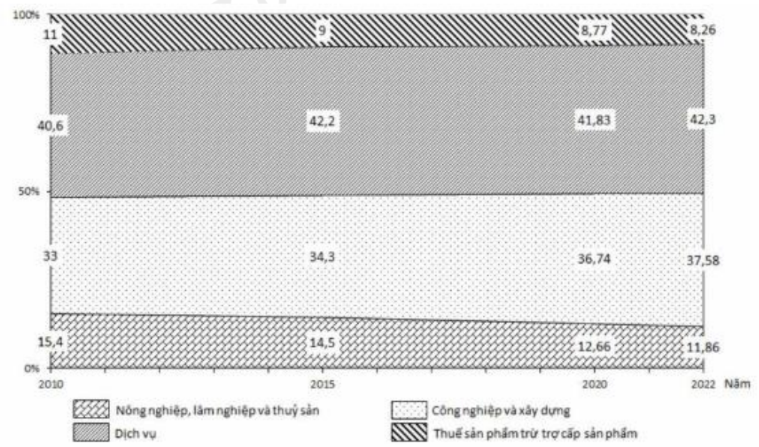 100%
11 9 8,77 8,26
40,6 42,2 41,83 42,3
50%
33 34,3 36,74 37,58
15,4 14,5 12,66 11,86
0%
2010 2015 2020 2022 Năm
Nông nghiệp, lâm nghiệp và thuỷ sản Công nghiệp và xây dựng
Dịch vụ Thuế sản phẩm trừ trợ cấp sản phẩm